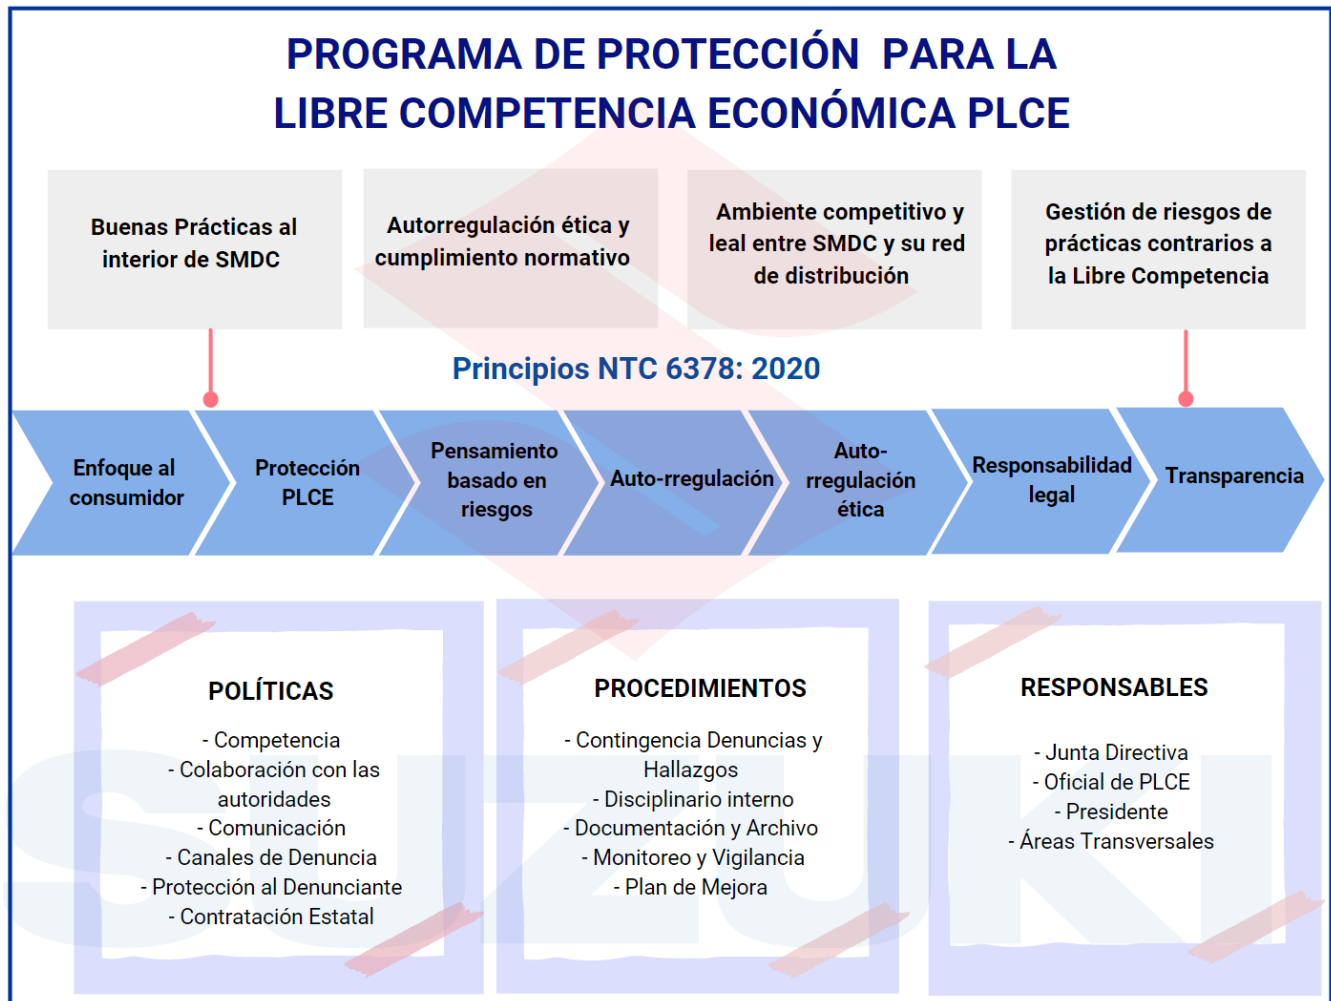 PROGRAMA DE PROTECCIÓN PARA LA
LIBRE COMPETENCIA ECONÓMICA PLCE
Buenas Prácticas al
interior de SMDC
Autorregulación ética y
cumplimiento normativo
Ambiente competitivo y
leal entre SMDC y su red
de distribución
Gestión de riesgos de
prácticas contrarios a
la Libre Competencia
Principios NTC 6378: 2020
Enfoque al
consumidor
Protección
PLCE
Pensamiento
basado en
riesgos
Auto-rregulación
Auto-
rregulación
ética
Responsabilidad
legal
Transparencia
POLÍTICAS
- Competencia
- Colaboración con las
autoridades
- Comunicación
- Canales de Denuncia
- Protección al Denunciante
- Contratación Estatal
PROCEDIMIENTOS
- Contingencia Denuncias y
Hallazgos
- Disciplinario interno
- Documentación y Archivo
- Monitoreo y Vigilancia
- Plan de Mejora
RESPONSABLES
- Junta Directiva
- Oficial de PLCE
- Presidente
- Áreas Transversales
SUZUKI